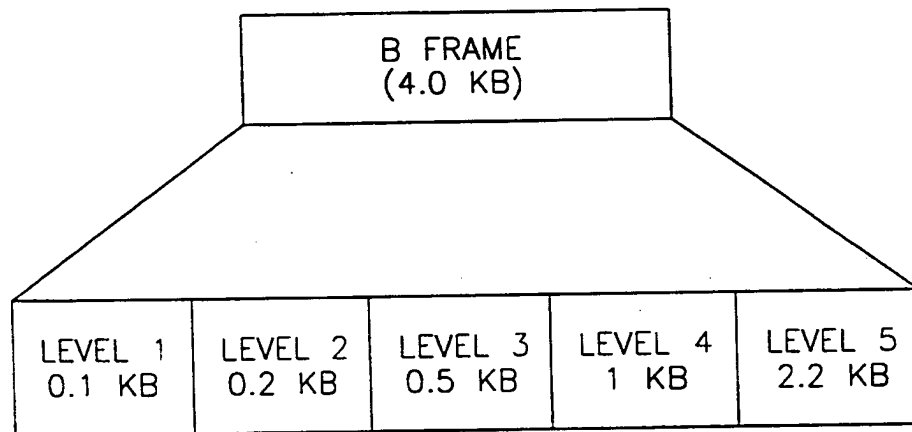 B FRAME
(4.0 KB)
LEVEL 1
0.1 KB
LEVEL 2
0.2 KB
LEVEL 3
0.5 KB
LEVEL 4
1 KB
LEVEL 5
2.2 KB